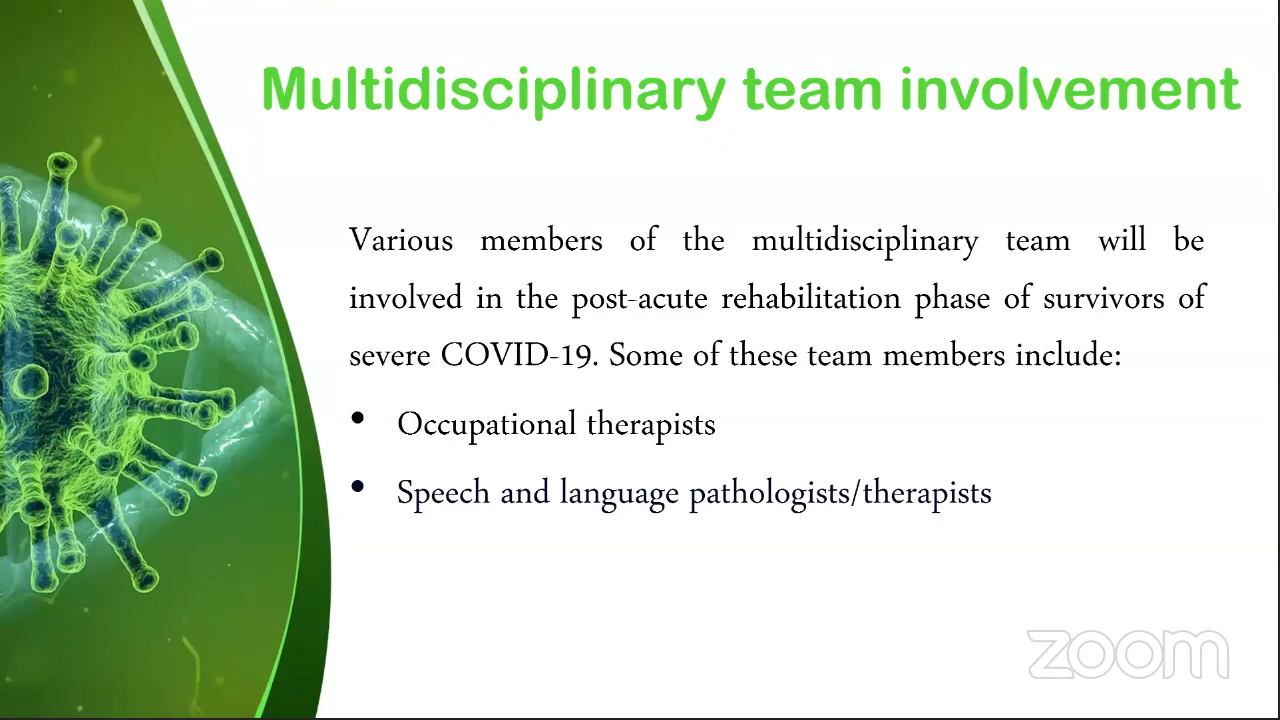 Multidisciplinary team involvement
Various members of the multidisciplinary team will be
involved in the post-acute rehabilitation phase of survivors of
severe COVID-19. Some of these team members include:
• Occupational therapists
• Speech and language pathologists/therapists
zoom